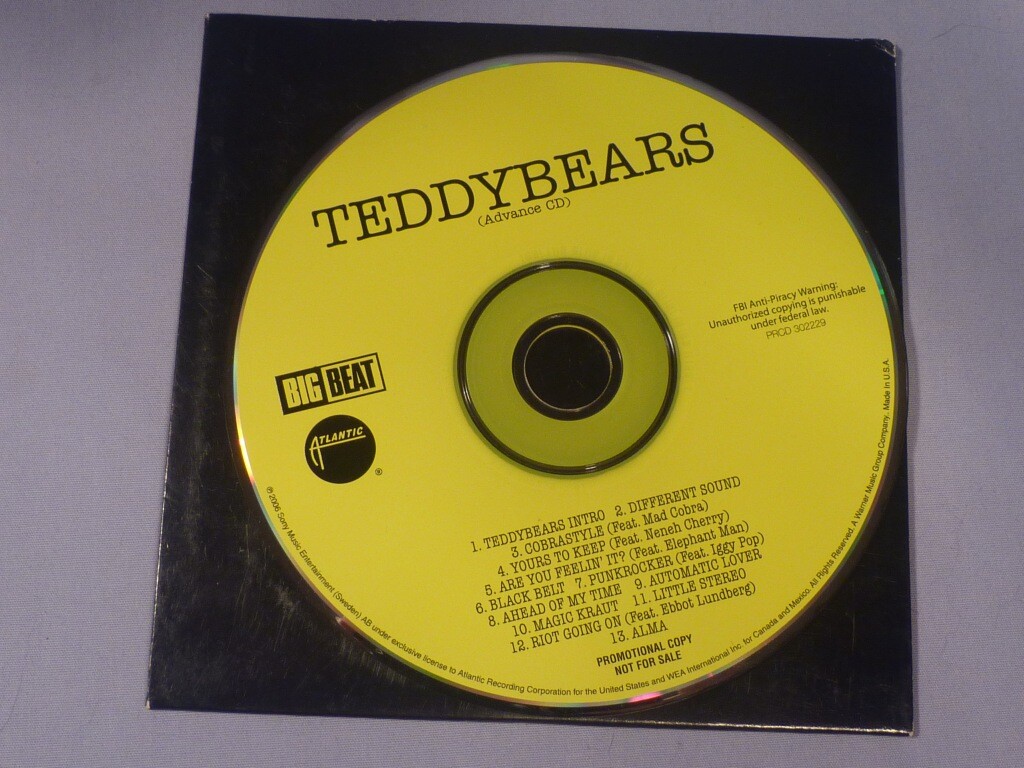 TEDDYBEARS
(Advance CD)
FBI Anti-Piracy Warning:
Unauthorized copying is punishable
under federal law.
PRCD 302229
BIG BEAT
ATLANTIC
®
1. TEDDYBEARS INTRO 2. DIFFERENT SOUND
3. COBRASTYLE (Feat. Mad Cobra)
4. YOURS TO KEEP (Feat. Neneh Cherry)
5. ARE YOU FEELIN' IT? (Feat. Elephant Man)
6. BLACK BELT 7. PUNKROCKER (Feat. Iggy Pop)
8. AHEAD OF MY TIME 9. AUTOMATIC LOVER
10. MAGIC KRAUT 11. LITTLE STEREO
12. RIOT GOING ON (Feat. Ebbot Lundberg)
13. ALMA
PROMOTIONAL COPY
NOT FOR SALE
℗ 2006 Sony Music Entertainment (Sweden) AB under exclusive license to Atlantic Recording Corporation for the United States and WEA International Inc. for Canada and Mexico. All Rights Reserved. A Warner Music Group Company. Made in U.S.A.